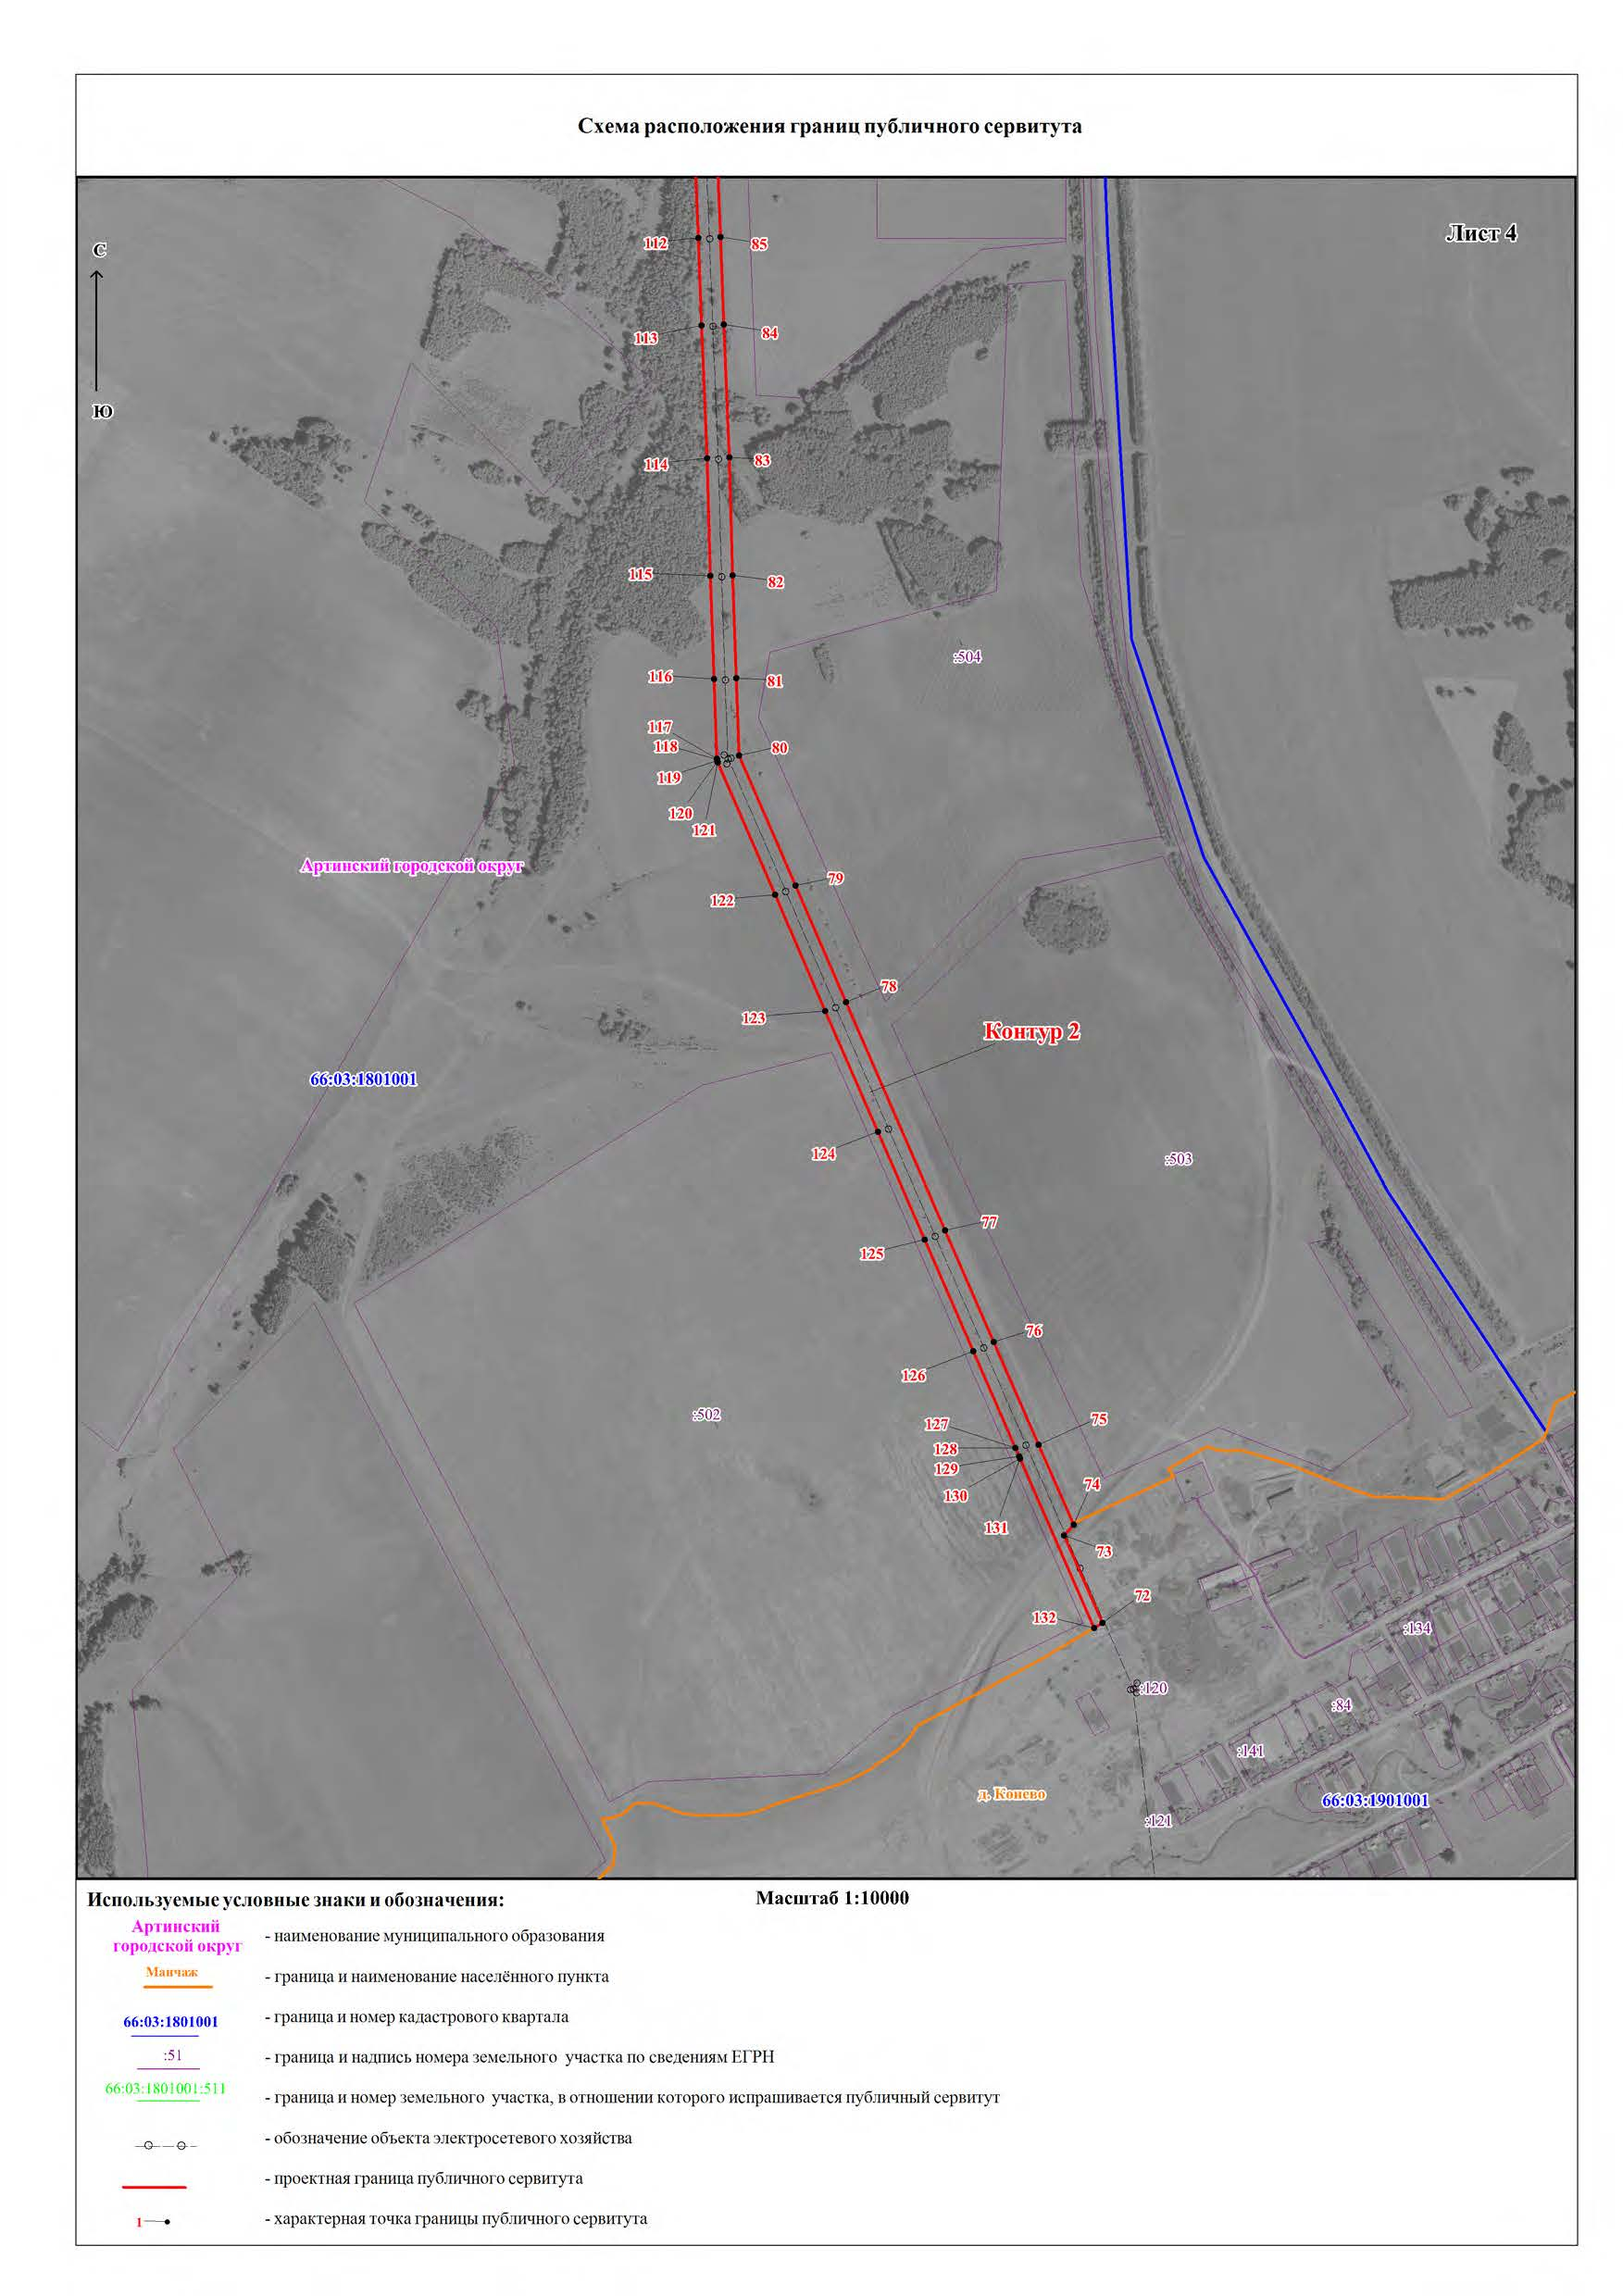 Схема расположения границ публичного сервитута
Лист 4
С
Ю
112
85
113
84
114
83
115
82
:504
116
81
117
118
80
119
120
121
Артинский городской округ
79
122
78
123
Контур 2
66:03:1801001
124
:503
77
125
76
126
:502
75
127
128
129
74
130
131
73
72
132
:134
:120
:84
:141
д. Конево
66:03:1901001
:121
Используемые условные знаки и обозначения:
Масштаб 1:10000
Артинский
городской округ
- наименование муниципального образования
Манчаж
- граница и наименование населённого пункта
66:03:1801001
- граница и номер кадастрового квартала
:51
- граница и надпись номера земельного участка по сведениям ЕГРН
66:03:1801001:511
- граница и номер земельного участка, в отношении которого испрашивается публичный сервитут
- обозначение объекта электросетевого хозяйства
- проектная граница публичного сервитута
1
- характерная точка границы публичного сервитута